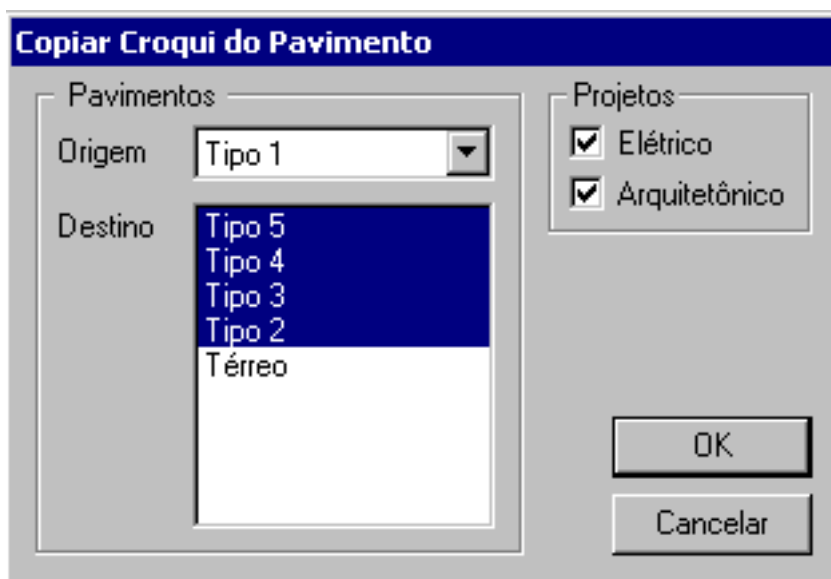 Copiar Croqui do Pavimento
Pavimentos
Origem
Tipo 1
Destino
Tipo 5
Tipo 4
Tipo 3
Tipo 2
Térreo
Projetos
Elétrico
Arquitetônico
OK
Cancelar